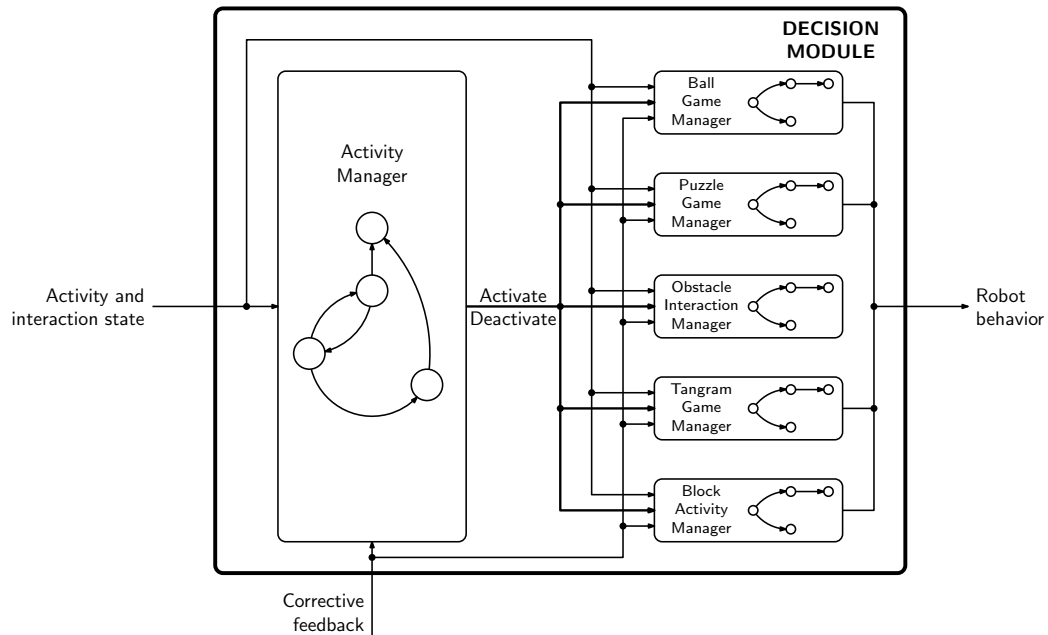 DECISION
MODULE
Activity
Manager
Activity and
interaction state
Activate
Deactivate
Ball
Game
Manager
Puzzle
Game
Manager
Obstacle
Interaction
Manager
Tangram
Game
Manager
Block
Activity
Manager
Robot
behavior
Corrective
feedback